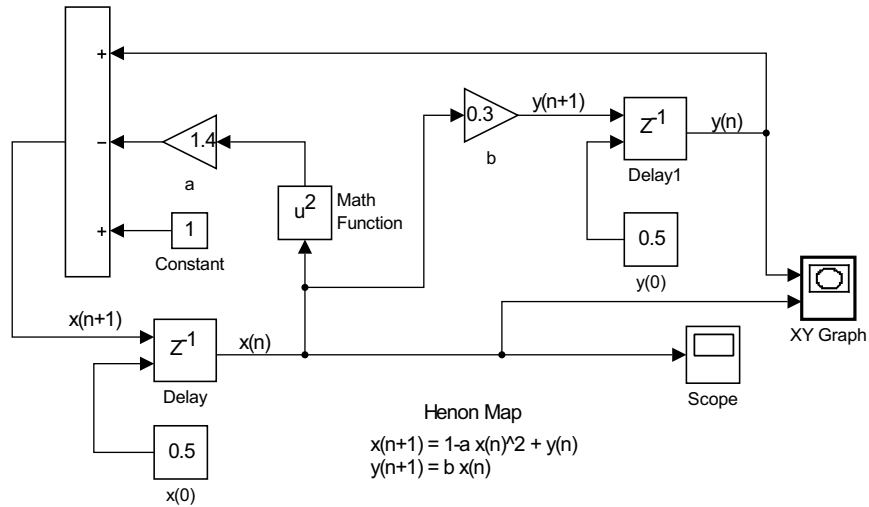 +
−
+
1.4
a
1
Constant
u2
Math
Function
0.3
b
y(n+1)
Z-1
Delay1
y(n)
0.5
y(0)
XY Graph
x(n+1)
Z-1
Delay
x(n)
0.5
x(0)
Scope
Henon Map
x(n+1) = 1-a x(n)^2 + y(n)
y(n+1) = b x(n)